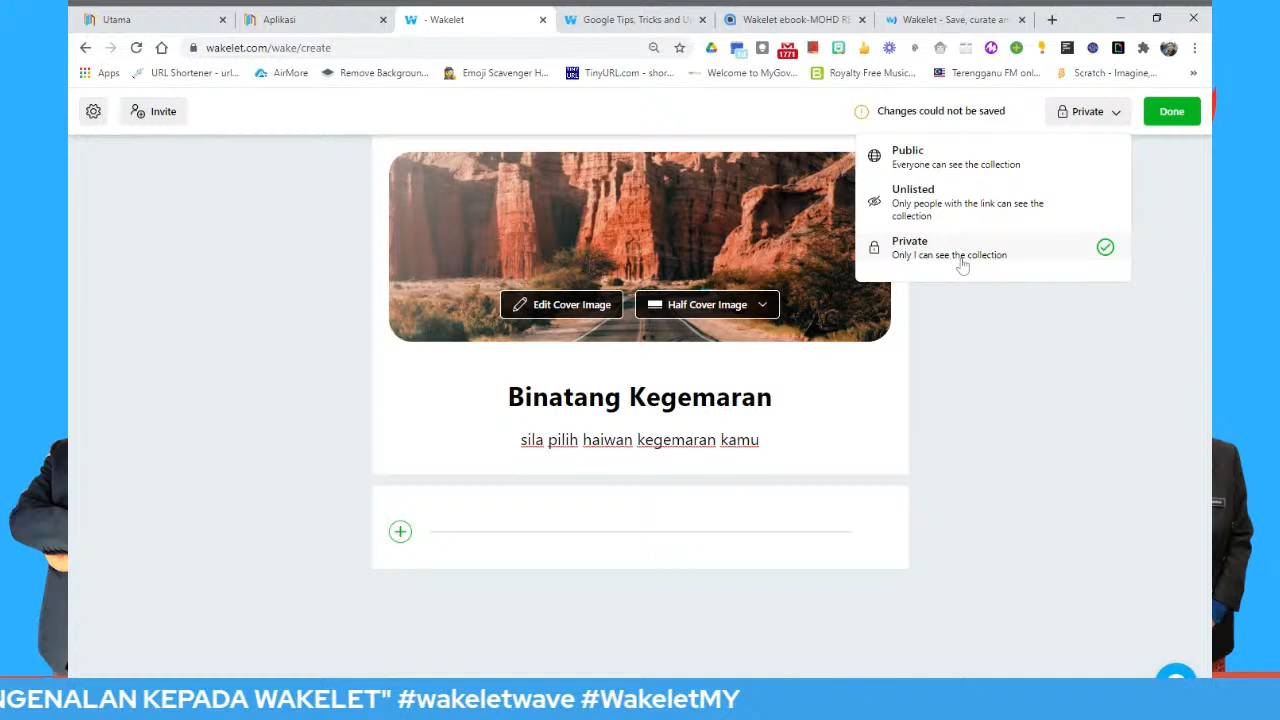 Utama
Aplikasi
- Wakelet
Google Tips, Tricks and U
Wakelet ebook-MOHD RE
Wakelet - Save, curate an
wakelet.com/wake/create
1771
Apps
URL Shortener - url...
AirMore
Remove Backgroun...
Emoji Scavenger H...
TinyURL.com - shor...
Welcome to MyGov...
Royalty Free Music...
Terengganu FM onl...
Scratch - Imagine,...
Invite
Changes could not be saved
Private
Done
Public
Everyone can see the collection
Unlisted
Only people with the link can see the
collection
Private
Only I can see the collection
Edit Cover Image
Half Cover Image
Binatang Kegemaran
sila pilih haiwan kegemaran kamu
NGENALAN KEPADA WAKELET" #wakeletwave #WakeletMY